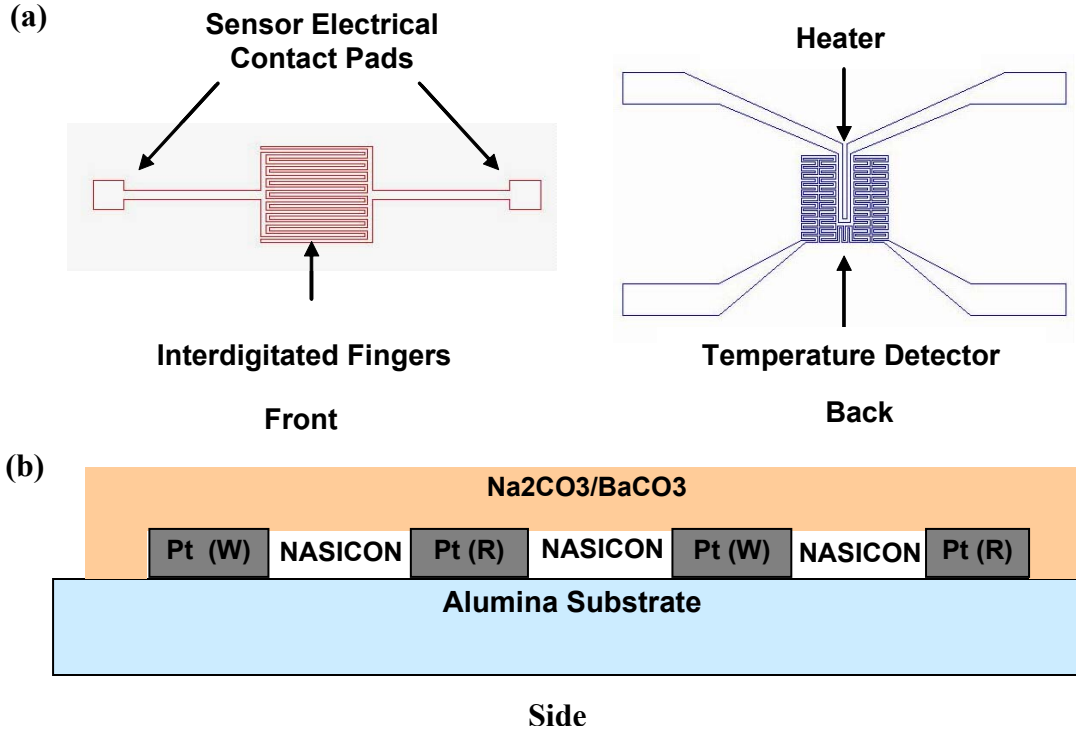 (a)
Sensor Electrical
Contact Pads
Heater
Interdigitated Fingers
Temperature Detector
Front
Back
(b)
Na2CO3/BaCO3
Pt (W) NASICON Pt (R) NASICON Pt (W) NASICON Pt (R)
Alumina Substrate
Side